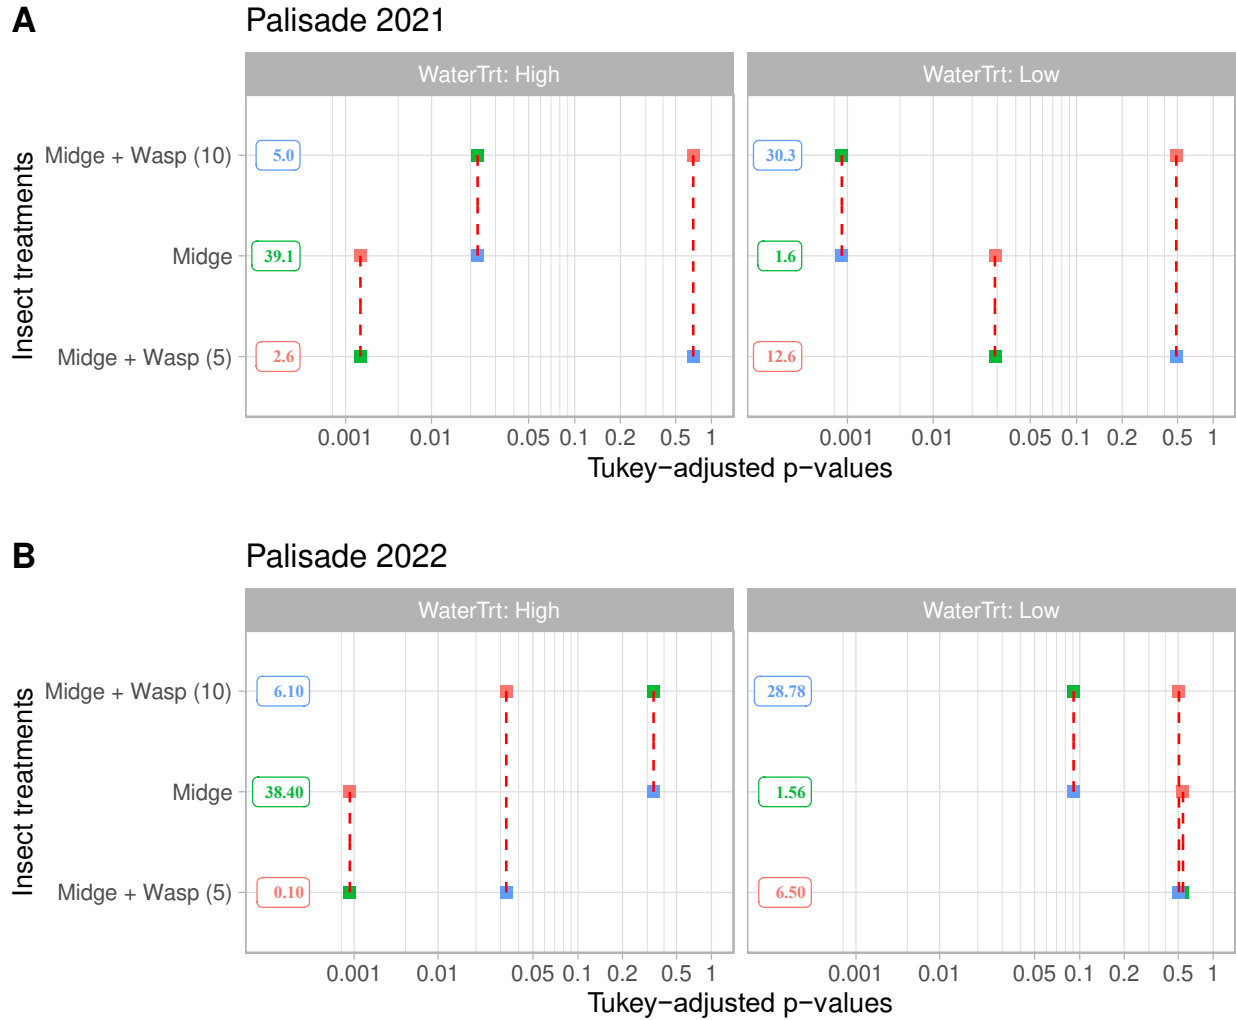 A
Palisade 2021
WaterTrt: High
WaterTrt: Low
Insect treatments
Midge + Wasp (10)
5.0
30.3
Midge
39.1
1.6
Midge + Wasp (5)
2.6
12.6
0.001 0.01 0.05 0.1 0.2 0.5 1
0.001 0.01 0.05 0.1 0.2 0.5 1
Tukey−adjusted p−values
B
Palisade 2022
WaterTrt: High
WaterTrt: Low
Insect treatments
Midge + Wasp (10)
6.10
28.78
Midge
38.40
1.56
Midge + Wasp (5)
0.10
6.50
0.001 0.01 0.05 0.1 0.2 0.5 1
0.001 0.01 0.05 0.1 0.2 0.5 1
Tukey−adjusted p−values